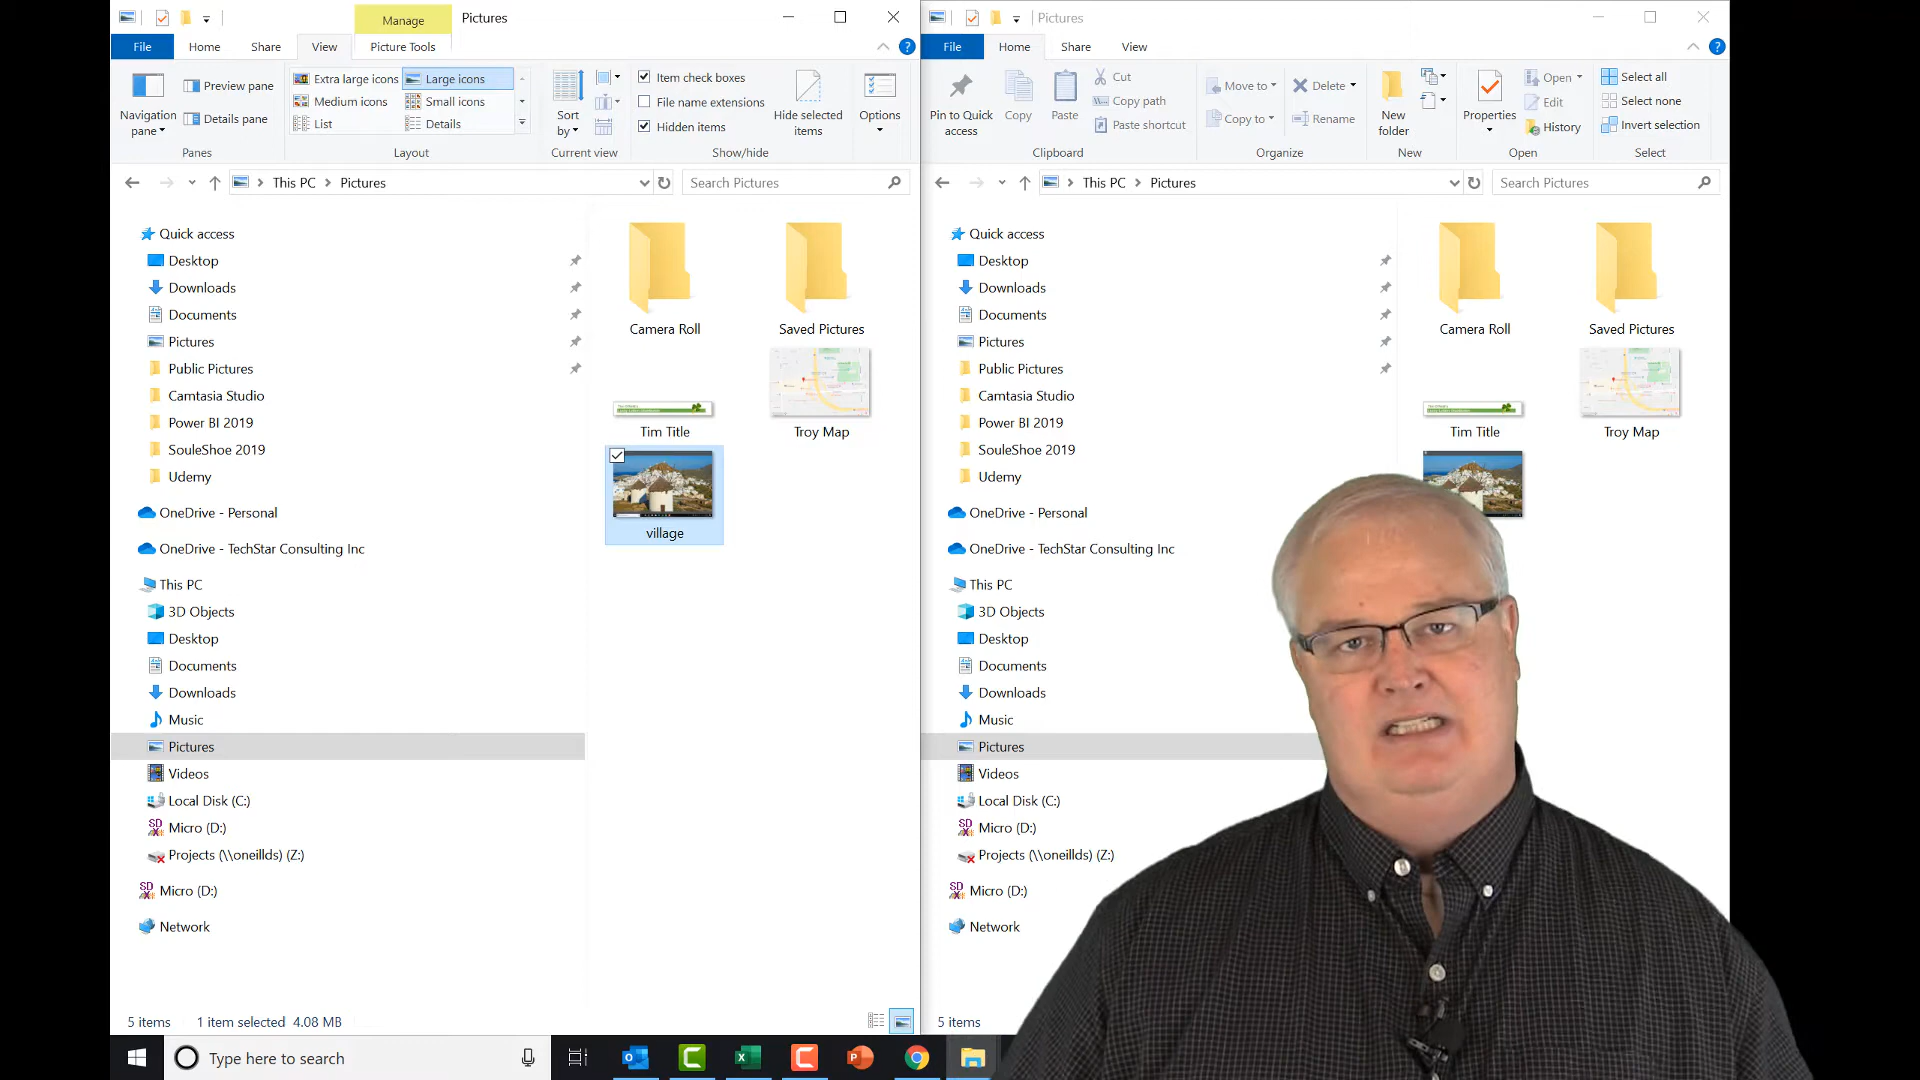 Manage
Pictures
File
Home
Share
View
Picture Tools
Navigation pane
Preview pane
Details pane
Panes
Extra large icons
Large icons
Medium icons
Small icons
List
Details
Layout
Sort by
Current view
Item check boxes
File name extensions
Hidden items
Hide selected items
Show/hide
Options
This PC
Pictures
Search Pictures
Quick access
Desktop
Downloads
Documents
Pictures
Public Pictures
Camtasia Studio
Power BI 2019
SouleShoe 2019
Udemy
OneDrive - Personal
OneDrive - TechStar Consulting Inc
This PC
3D Objects
Desktop
Documents
Downloads
Music
Pictures
Videos
Local Disk (C:)
Micro (D:)
Projects (\\oneillds) (Z:)
Micro (D:)
Network
Camera Roll
Saved Pictures
Tim Title
Troy Map
village
5 items
1 item selected 4.08 MB
Pictures
File
Home
Share
View
Pin to Quick access
Copy
Paste
Cut
Copy path
Paste shortcut
Clipboard
Move to
Copy to
Delete
Rename
Organize
New folder
New
Properties
Open
Edit
History
Open
Select all
Select none
Invert selection
Select
This PC
Pictures
Search Pictures
Quick access
Desktop
Downloads
Documents
Pictures
Public Pictures
Camtasia Studio
Power BI 2019
SouleShoe 2019
Udemy
OneDrive - Personal
OneDrive - TechStar Consulting Inc
This PC
3D Objects
Desktop
Documents
Downloads
Music
Pictures
Videos
Local Disk (C:)
Micro (D:)
Projects (\\oneillds) (Z:)
Micro (D:)
Network
Camera Roll
Saved Pictures
Tim Title
Troy Map
5 items
Type here to search